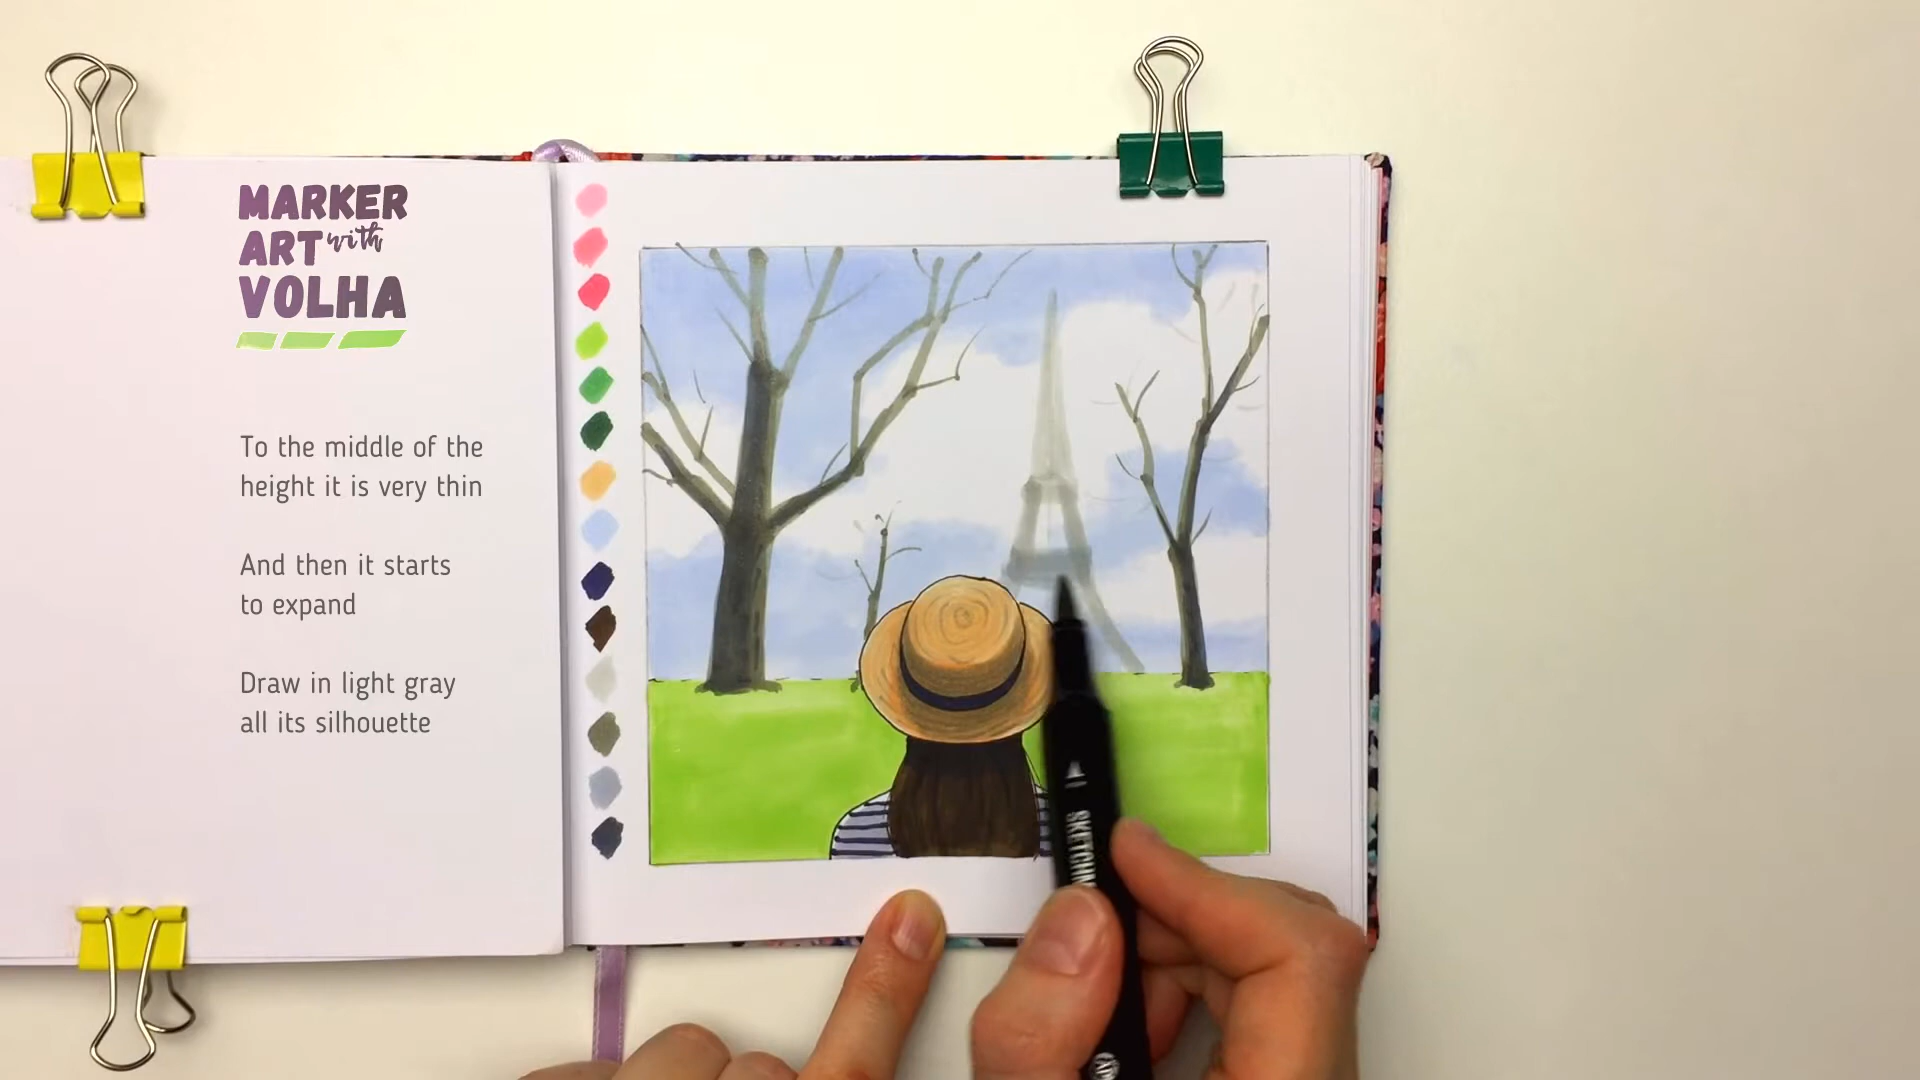 MARKER
ART with
VOLHA
To the middle of the
height it is very thin
And then it starts
to expand
Draw in light gray
all its silhouette